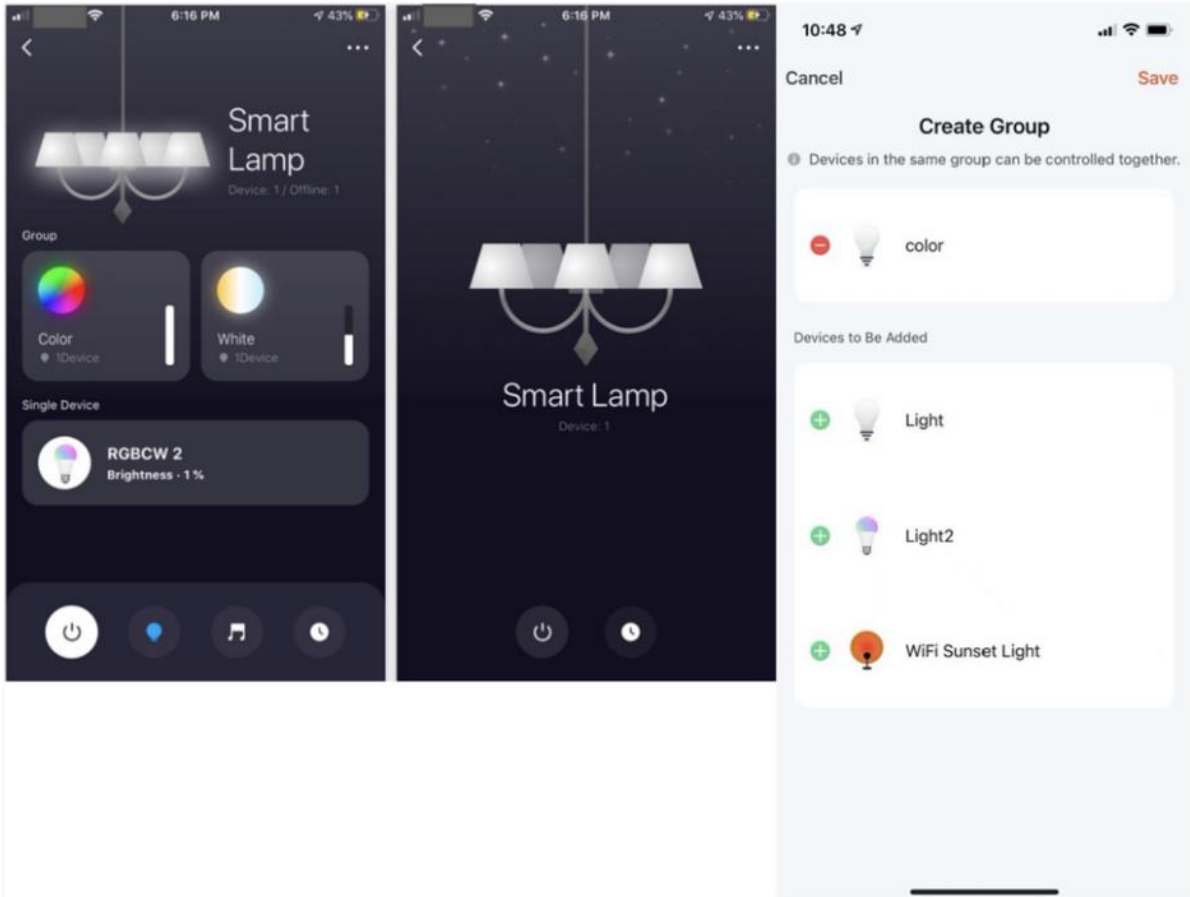 6:16 PM
43%
Smart
Lamp
Device: 1 / Offline: 1
Group
Color
1Device
White
1Device
Single Device
RGBCW 2
Brightness · 1 %
6:16 PM
43%
Smart Lamp
Device: 1
10:48
Cancel
Save
Create Group
Devices in the same group can be controlled together.
color
Devices to Be Added
Light
Light2
WiFi Sunset Light